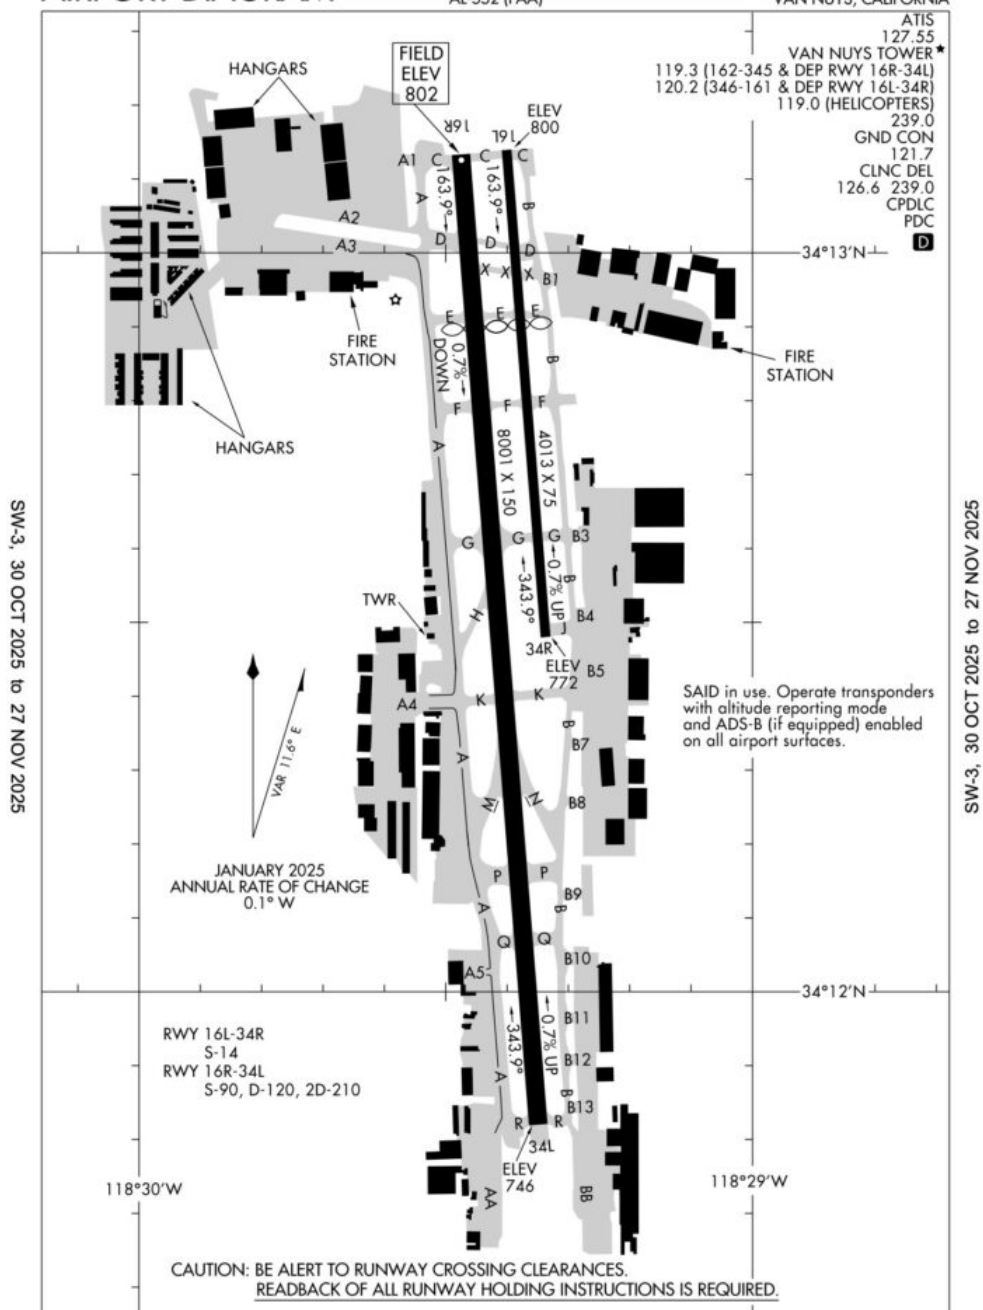 AIRPORT DIAGRAM
AL-552 (FAA)
VAN NUYS, CALIFORNIA
ATIS
127.55
VAN NUYS TOWER★
119.3 (162-345 & DEP RWY 16R-34L)
120.2 (346-161 & DEP RWY 16L-34R)
119.0 (HELICOPTERS)
239.0
GND CON
121.7
CLNC DEL
126.6 239.0
CPDLC
PDC
D
FIELD
ELEV
802
HANGARS
16R
16L
ELEV
800
A1
C
C
C
163.9°
163.9°
A
B
A2
A3
D
D
D
X X X
B1
34°13'N
E
E
E
FIRE
STATION
FIRE
STATION
0.7%
DOWN
B
F
F
F
HANGARS
A
8001 X 150
4013 X 75
G
G
G
B3
343.9°
0.7% UP
B
H
B4
TWR
34R
ELEV
772
B5
K
K
A4
B
B7
SAID in use. Operate transponders
with altitude reporting mode
and ADS-B (if equipped) enabled
on all airport surfaces.
VAR 11.6° E
A
M
N
B8
JANUARY 2025
ANNUAL RATE OF CHANGE
0.1° W
P
P
B9
A
B
Q
Q
B10
A5
34°12'N
343.9°
0.7% UP
B11
RWY 16L-34R
S-14
RWY 16R-34L
S-90, D-120, 2D-210
B12
A
B
B13
R
R
34L
ELEV
746
AA
BB
118°30'W
118°29'W
CAUTION: BE ALERT TO RUNWAY CROSSING CLEARANCES.
READBACK OF ALL RUNWAY HOLDING INSTRUCTIONS IS REQUIRED.
SW-3, 30 OCT 2025 to 27 NOV 2025
SW-3, 30 OCT 2025 to 27 NOV 2025